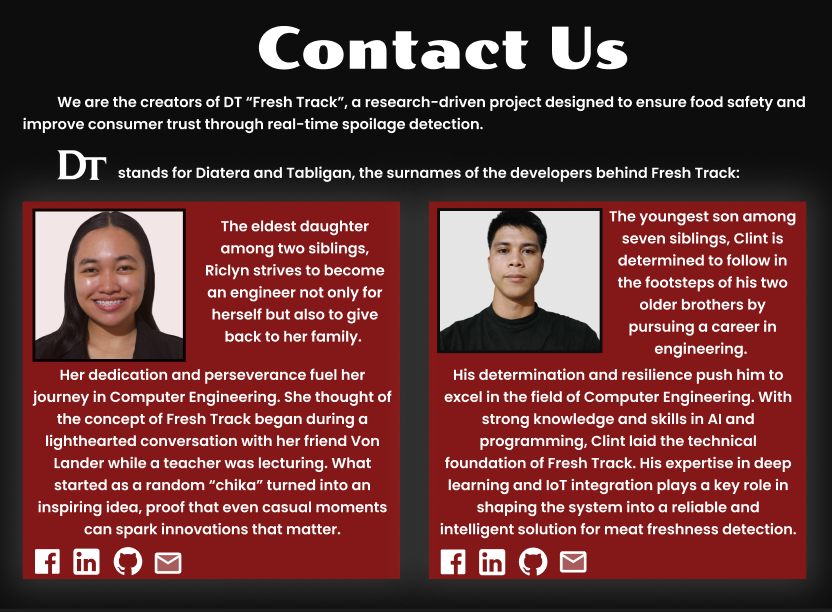 Contact Us
We are the creators of DT “Fresh Track”, a research-driven project designed to ensure food safety and
improve consumer trust through real-time spoilage detection.
DT stands for Diatera and Tabligan, the surnames of the developers behind Fresh Track:
The eldest daughter
among two siblings,
Riclyn strives to become
an engineer not only for
herself but also to give
back to her family.
Her dedication and perseverance fuel her
journey in Computer Engineering. She thought of
the concept of Fresh Track began during a
lighthearted conversation with her friend Von
Lander while a teacher was lecturing. What
started as a random “chika” turned into an
inspiring idea, proof that even casual moments
can spark innovations that matter.
The youngest son among
seven siblings, Clint is
determined to follow in
the footsteps of his two
older brothers by
pursuing a career in
engineering.
His determination and resilience push him to
excel in the field of Computer Engineering. With
strong knowledge and skills in AI and
programming, Clint laid the technical
foundation of Fresh Track. His expertise in deep
learning and IoT integration plays a key role in
shaping the system into a reliable and
intelligent solution for meat freshness detection.